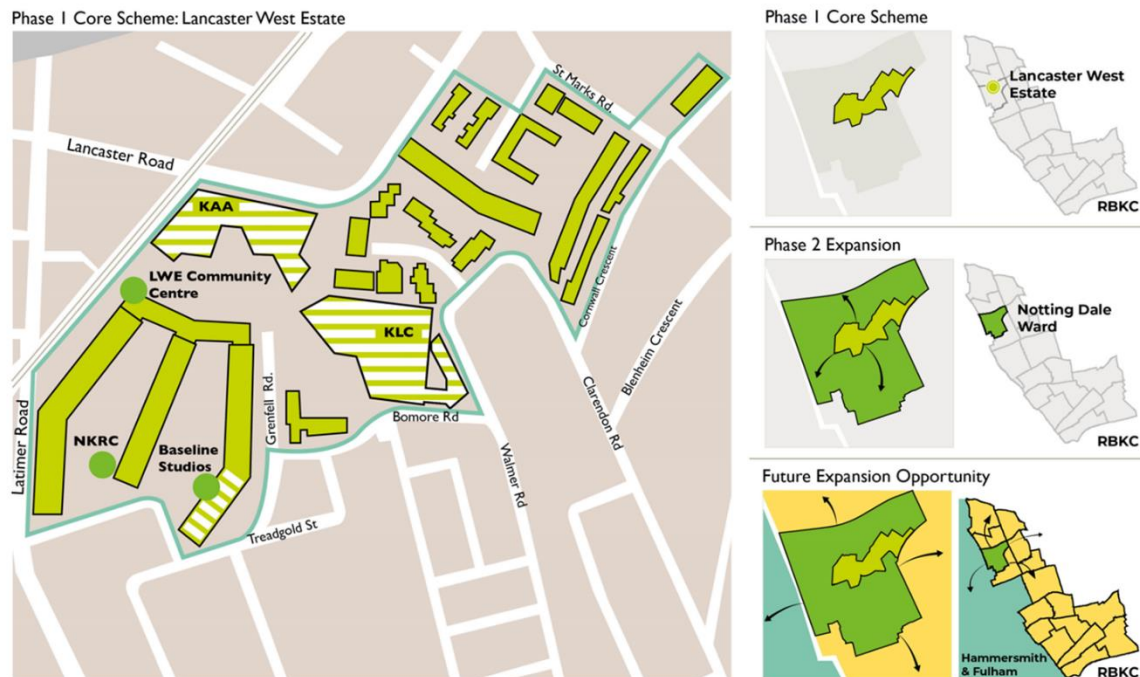 Phase 1 Core Scheme: Lancaster West Estate
St Marks Rd.
Lancaster Road
KAA
LWE Community
Centre
KLC
Cornwall Crescent
Blenheim Crescent
Clarendon Rd
Grenfell Rd.
Bomore Rd
Walmer Rd
Latimer Road
NKRC
Baseline
Studios
Treadgold St
Phase 1 Core Scheme
Lancaster West
Estate
RBKC
Phase 2 Expansion
Notting Dale
Ward
RBKC
Future Expansion Opportunity
Hammersmith
& Fulham
RBKC